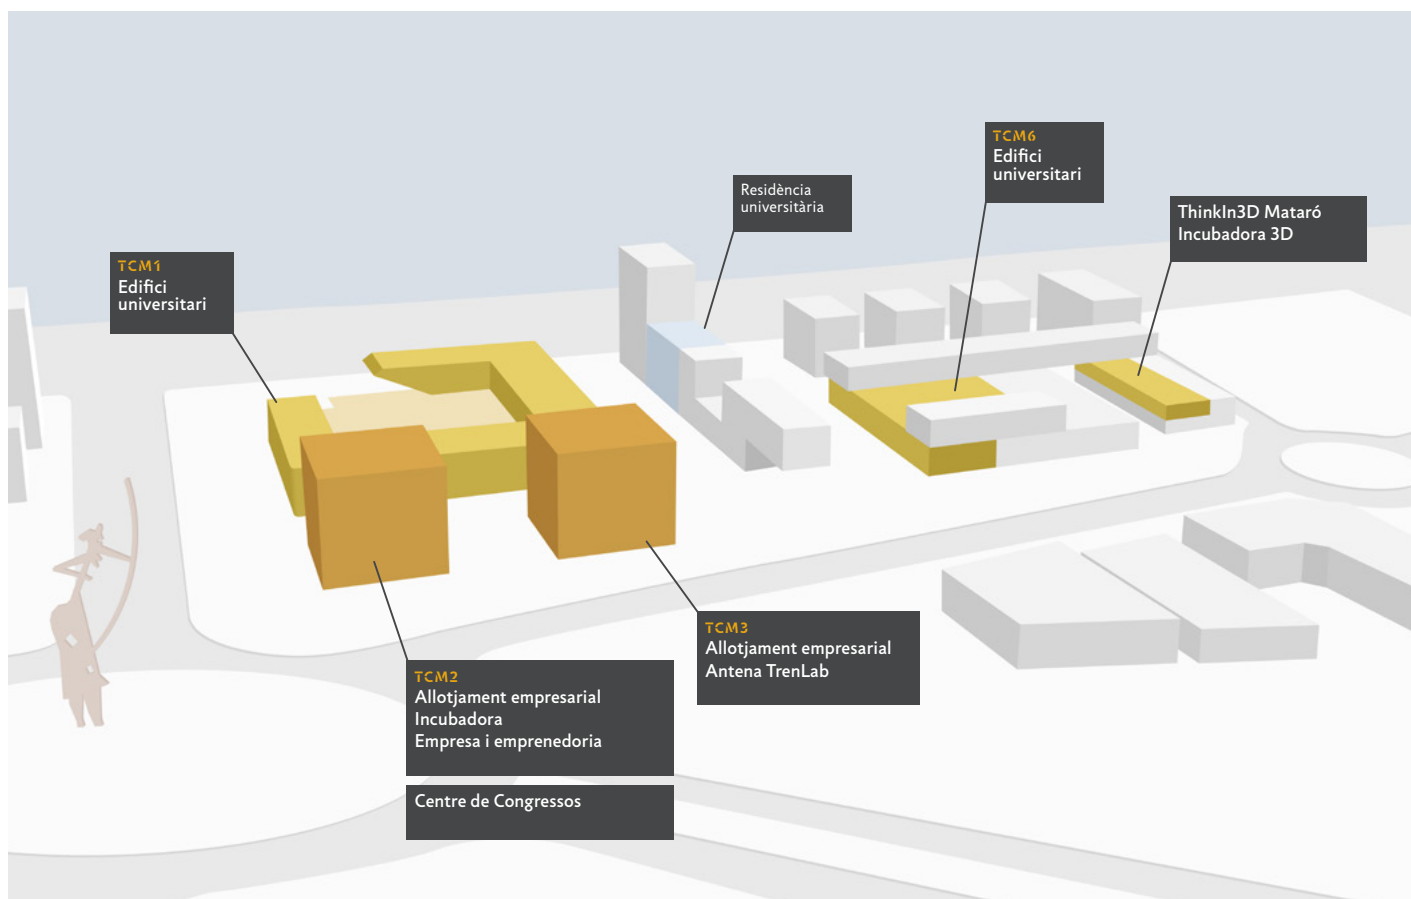 TCM6
Edifici
universitari
Residència
universitària
ThinkIn3D Mataró
Incubadora 3D
TCM1
Edifici
universitari
TCM3
Allotjament empresarial
Antena TrenLab
TCM2
Allotjament empresarial
Incubadora
Empresa i emprenedoria
Centre de Congressos